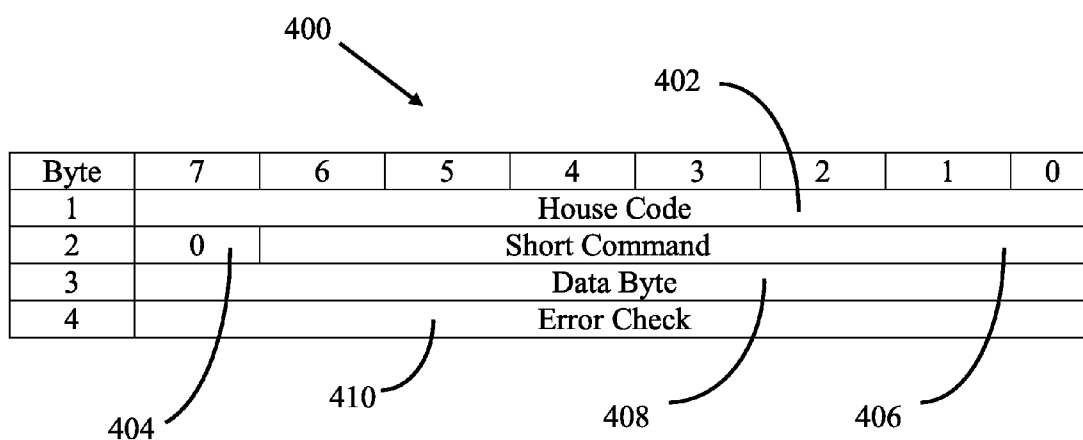 400
402
Byte 7 6 5 4 3 2 1 0
1 House Code
2 0 Short Command
3 Data Byte
4 Error Check
404 410 408 406